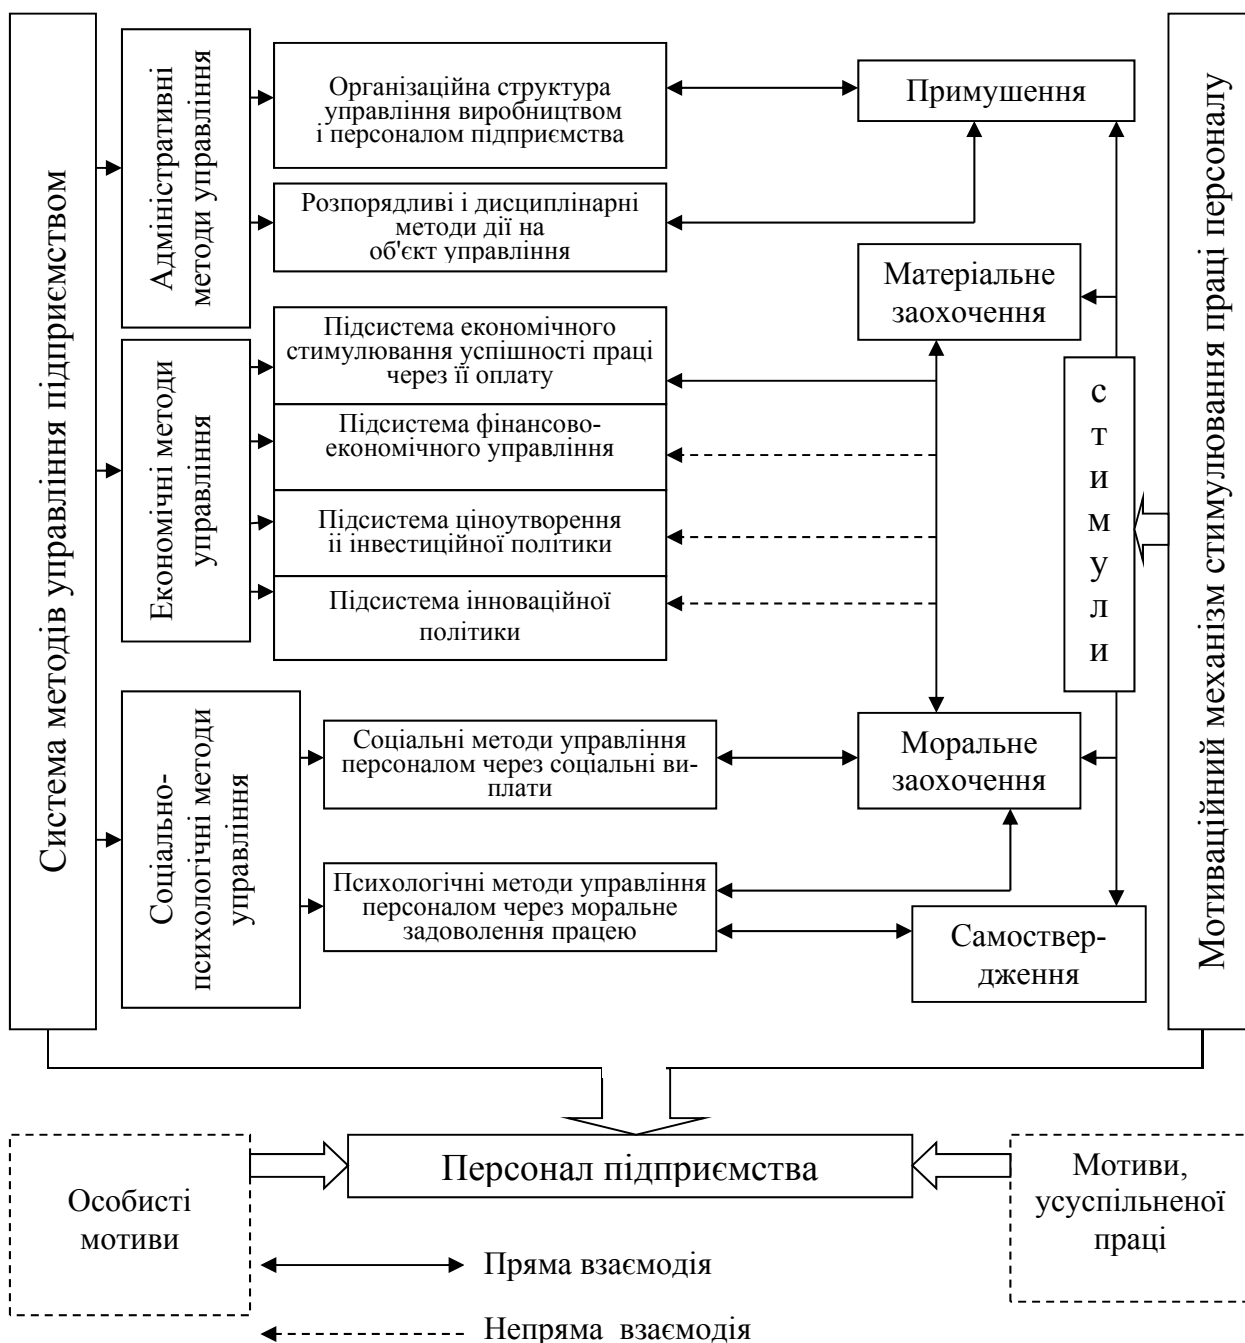 Система методів управління підприємством
Адміністративні
методи управління
Організаційна структура
управління виробництвом
і персоналом підприємства
Розпорядливі і дисциплінарні
методи дії на
об'єкт управління
Економічні методи
управління
Підсистема економічного
стимулювання успішності праці
через її оплату
Підсистема фінансово-
економічного управління
Підсистема ціноутворення
іі інвестиційної політики
Підсистема інноваційної
політики
Соціально-
психологічні методи
управління
Соціальні методи управління
персоналом через соціальні ви-
плати
Психологічні методи управління
персоналом через моральне
задоволення працею
Примушення
Матеріальне
заохочення
Моральне
заохочення
Самоствер-
дження
с
т
и
м
у
л
и
Мотиваційний механізм стимулювання праці персоналу
Персонал підприємства
Особисті
мотиви
Мотиви,
усуспільненої
праці
Пряма взаємодія
Непряма взаємодія